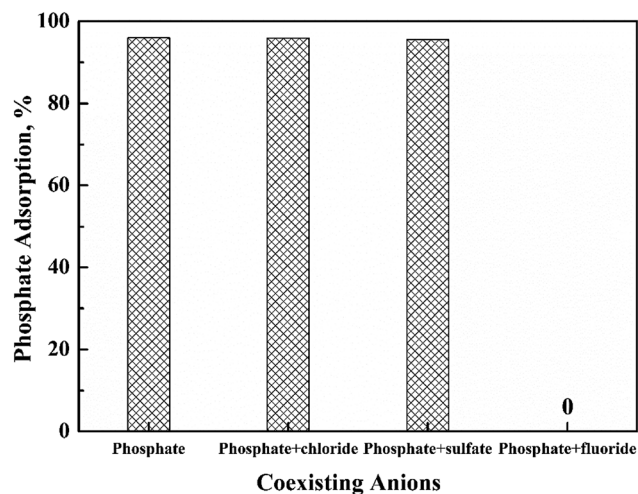 100
80
60
40
20
0
Phosphate Adsorption, %
0
Phosphate Phosphate+chloride Phosphate+sulfate Phosphate+fluoride
Coexisting Anions